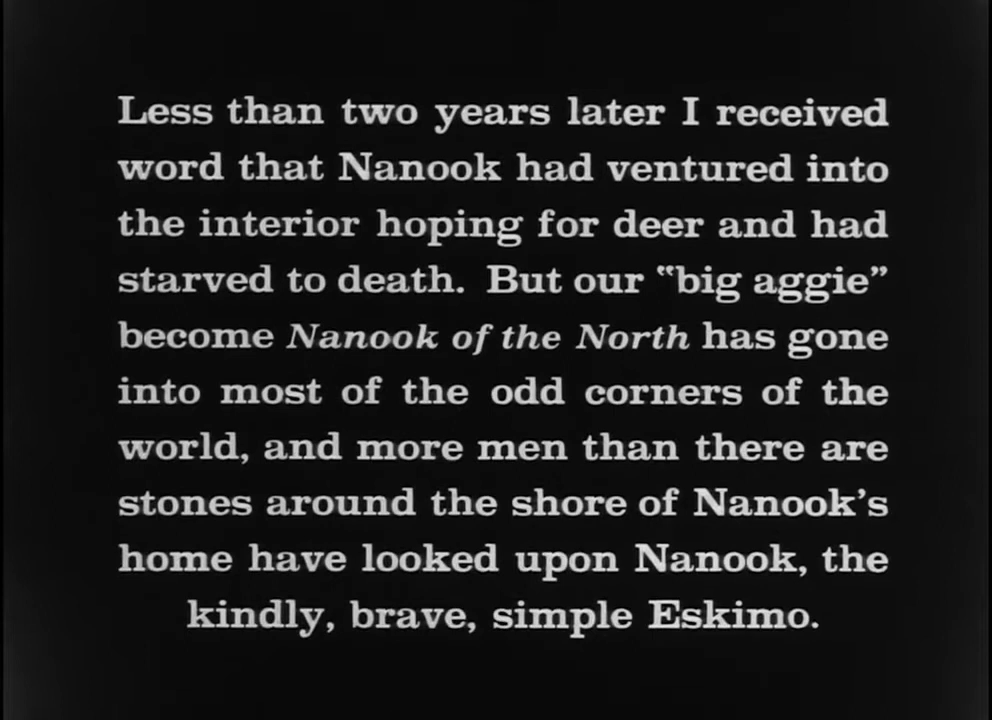 Less than two years later I received
word that Nanook had ventured into
the interior hoping for deer and had
starved to death. But our "big aggie"
become Nanook of the North has gone
into most of the odd corners of the
world, and more men than there are
stones around the shore of Nanook's
home have looked upon Nanook, the
kindly, brave, simple Eskimo.